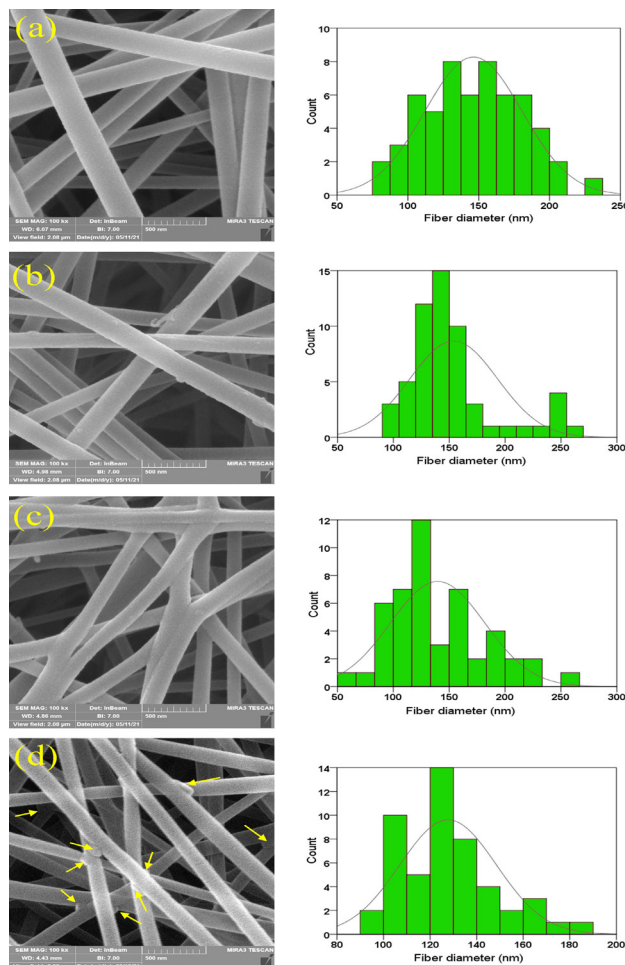 (a)
SEM MAG: 100 kx
Det: InBeam
MIRA3 TESCAN
WD: 6.07 mm
BI: 7.00
500 nm
View field: 2.08 µm
Date(m/d/y): 05/11/21
Count
10
8
6
4
2
0
50
100
150
200
250
Fiber diameter (nm)
(b)
SEM MAG: 100 kx
Det: InBeam
MIRA3 TESCAN
WD: 4.98 mm
BI: 7.00
500 nm
View field: 2.08 µm
Date(m/d/y): 05/11/21
Count
15
10
5
0
50
100
150
200
250
300
Fiber diameter (nm)
(c)
SEM MAG: 100 kx
Det: InBeam
MIRA3 TESCAN
BI: 7.00
500 nm
View field: 2.08 µm
Date(m/d/y): 05/11/21
Count
12
10
8
6
4
2
0
50
100
150
200
250
300
Fiber diameter (nm)
(d)
SEM MAG: 100 kx
Det: InBeam
MIRA3 TESCAN
WD: 4.43 mm
BI: 7.00
500 nm
Count
14
12
10
8
6
4
2
0
80
100
120
140
160
180
200
Fiber diameter (nm)